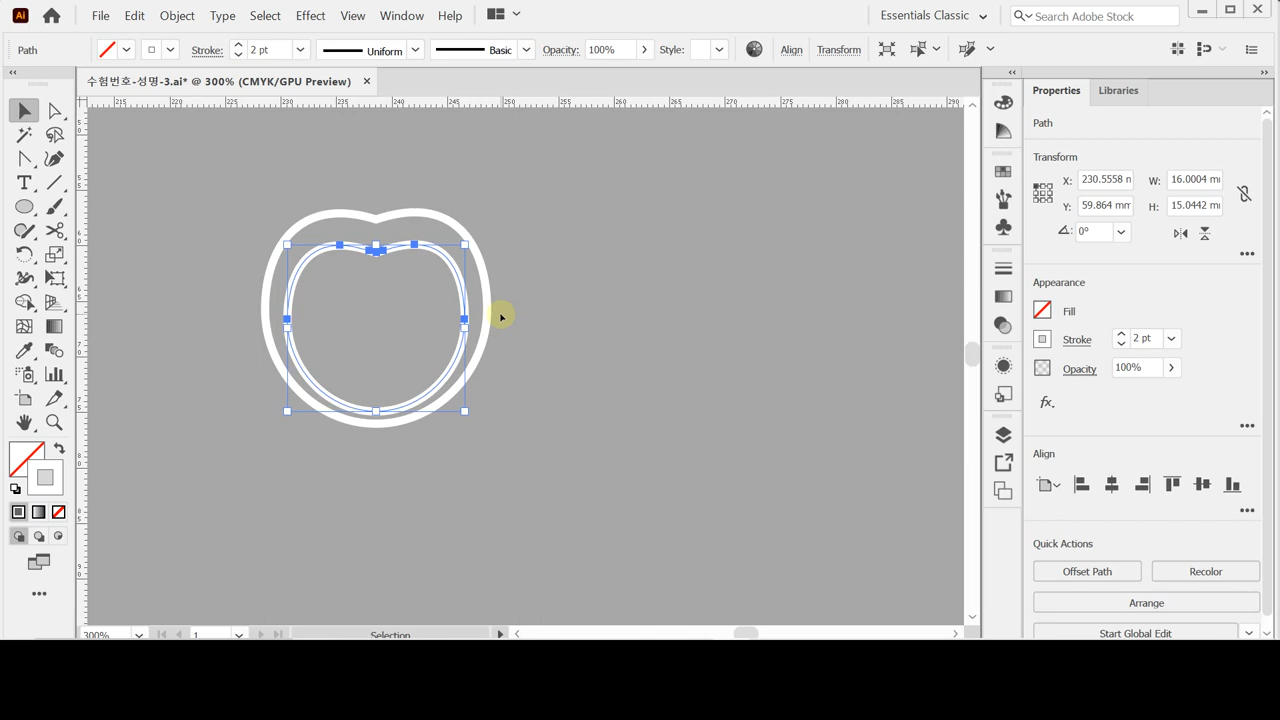 Ai File Edit Object Type Select Effect View Window Help Essentials Classic Search Adobe Stock
Path Stroke: 2 pt Uniform Basic Opacity: 100% Style: Align Transform
수험번호-성명-3.ai* @ 300% (CMYK/GPU Preview)
215 220 225 230 235 240 245 250 255 260 265 270 275 280 285 290
Properties Libraries
Path
Transform
X: 230.5558 W: 16.0004 m
Y: 59.864 mm H: 15.0442 m
0°
Appearance
Fill
Stroke 2 pt
Opacity 100%
fx
Align
Quick Actions
Offset Path Recolor
Arrange
Start Global Edit
300% 1 Selection